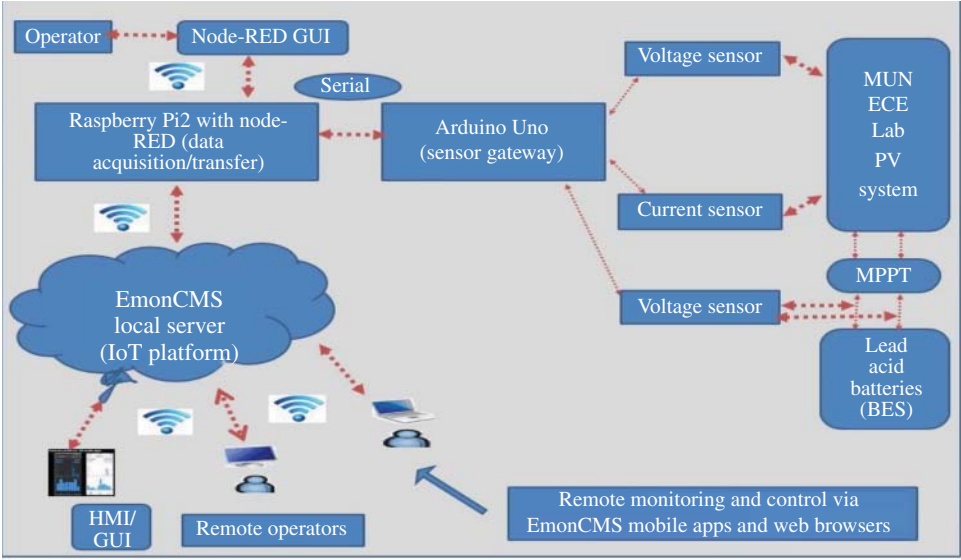 Operator
Node-RED GUI
Serial
Raspberry Pi2 with node-
RED (data
acquisition/transfer)
Arduino Uno
(sensor gateway)
Voltage sensor
Current sensor
Voltage sensor
MUN
ECE
Lab
PV
system
MPPT
Lead
acid
batteries
(BES)
EmonCMS
local server
(IoT platform)
HMI/
GUI
Remote operators
Remote monitoring and control via
EmonCMS mobile apps and web browsers